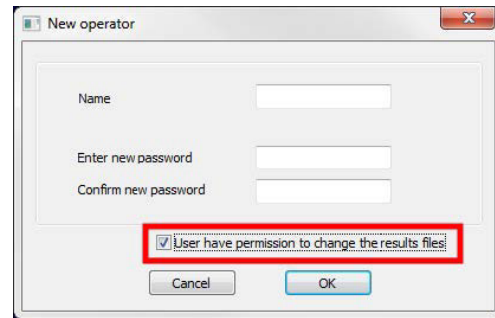 New operator
Name
Enter new password
Confirm new password
User have permission to change the results files
Cancel
OK